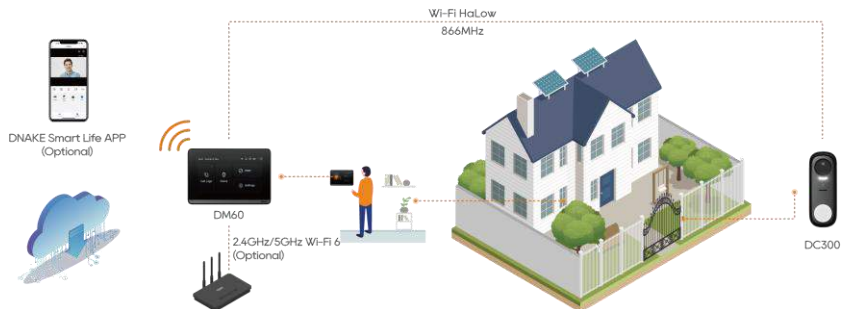 Wi-Fi HaLow
866MHz
DNAKE Smart Life APP
(Optional)
DM60
2.4GHz/5GHz Wi-Fi 6
(Optional)
DC300